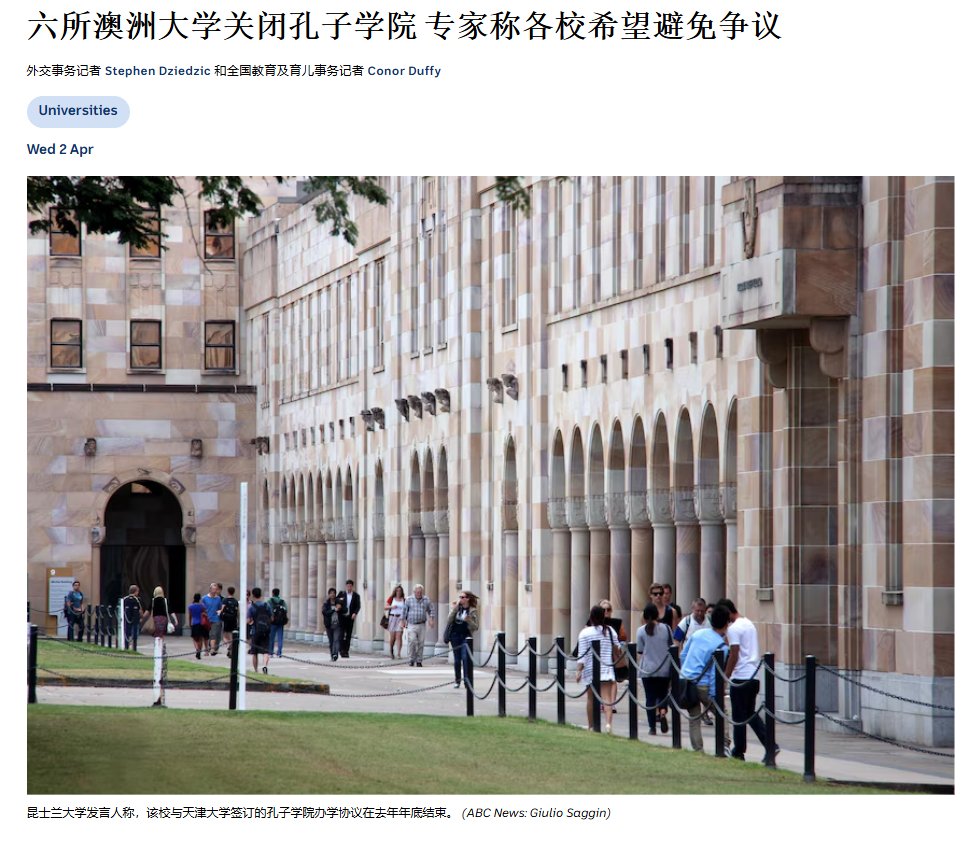 六所澳洲大学关闭孔子学院 专家称各校希望避免争议
外交事务记者 Stephen Dziedzic 和全国教育及育儿事务记者 Conor Duffy
Universities
Wed 2 Apr
昆士兰大学发言人称，该校与天津大学签订的孔子学院办学协议在去年年底结束。 (ABC News: Giulio Saggin)